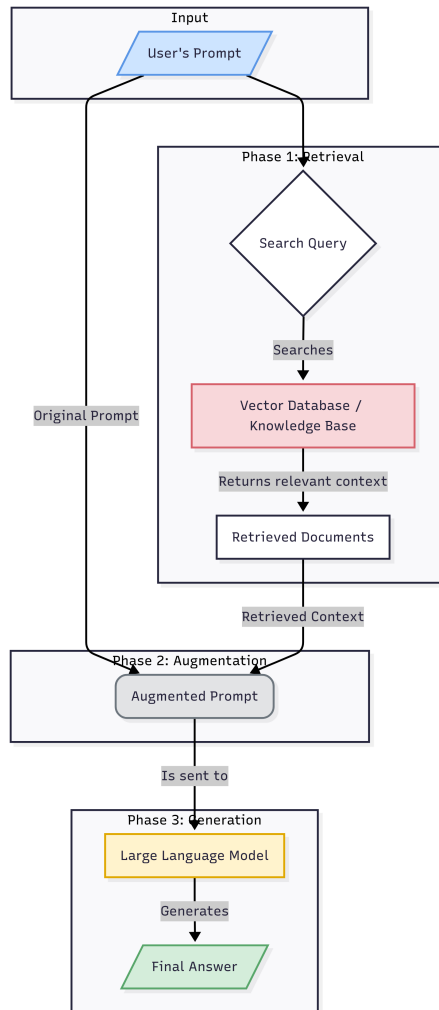 Input
User's Prompt
Phase 1: Retrieval
Search Query
Searches
Vector Database /
Knowledge Base
Original Prompt
Returns relevant context
Retrieved Documents
Retrieved Context
Phase 2: Augmentation
Augmented Prompt
Is sent to
Phase 3: Generation
Large Language Model
Generates
Final Answer